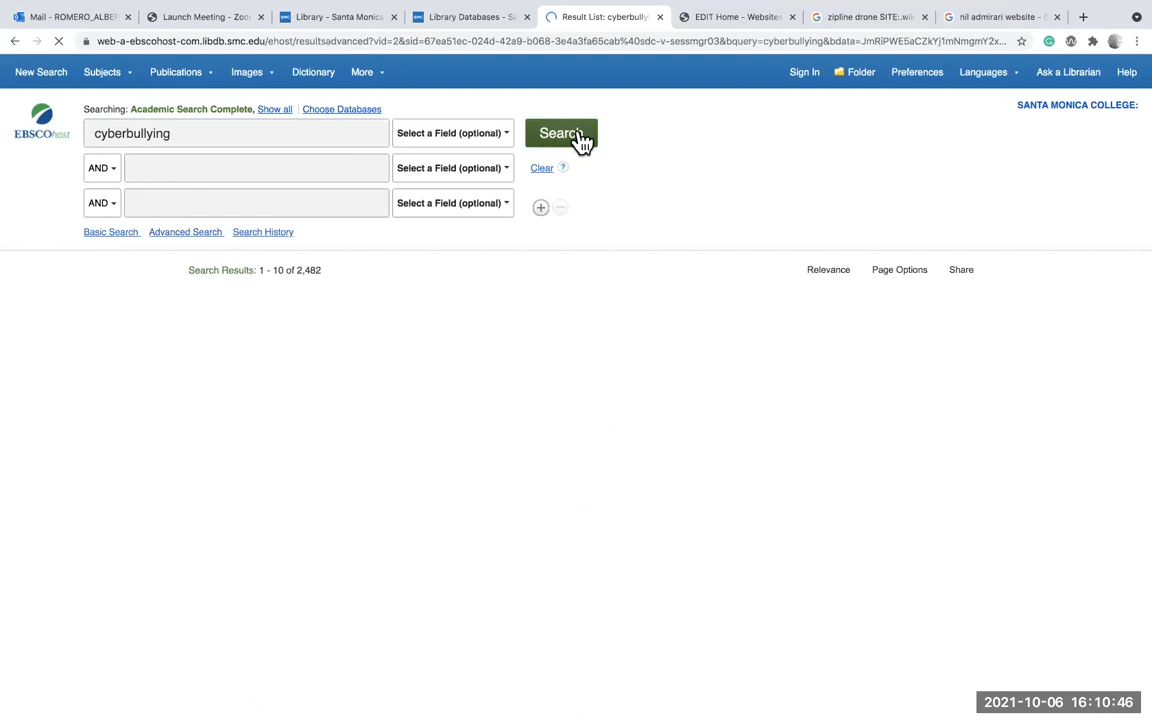 Mail - ROMERO_ALBER
Launch Meeting - Zoo
Library - Santa Monica
Library Databases - S
Result List: cyberbully
EDIT Home - Websites
zipline drone SITE:.wik
nil admirari website - G
web-a-ebscohost-com.libdb.smc.edu/ehost/resultsadvanced?vid=2&sid=67ea51ec-024d-42a9-b068-3e4a3fa65cab%40sdc-v-sessmgr03&bquery=cyberbullying&bdata=JmRiPWE5aCZkYj1mNmgmY2x...
New Search Subjects Publications Images Dictionary More Sign In Folder Preferences Languages Ask a Librarian Help
Searching: Academic Search Complete, Show all Choose Databases
SANTA MONICA COLLEGE:
EBSCOhost
cyberbullying Select a Field (optional) Search
AND Select a Field (optional) Clear ?
AND Select a Field (optional)
Basic Search Advanced Search Search History
Search Results: 1 - 10 of 2,482 Relevance Page Options Share
2021-10-06 16:10:46